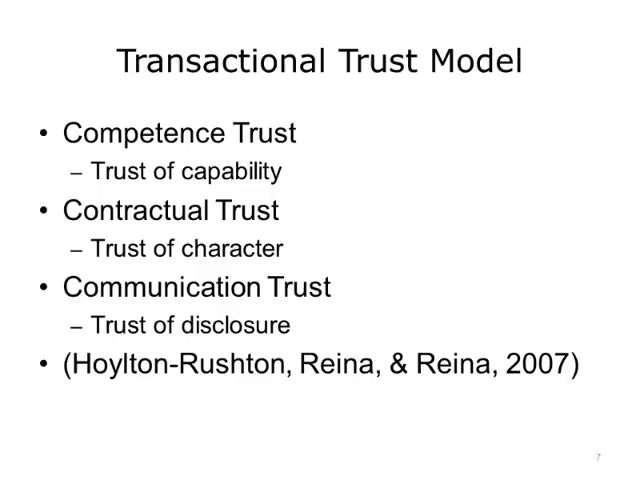 Transactional Trust Model
• Competence Trust
– Trust of capability
• Contractual Trust
– Trust of character
• Communication Trust
– Trust of disclosure
• (Hoylton-Rushton, Reina, & Reina, 2007)
7